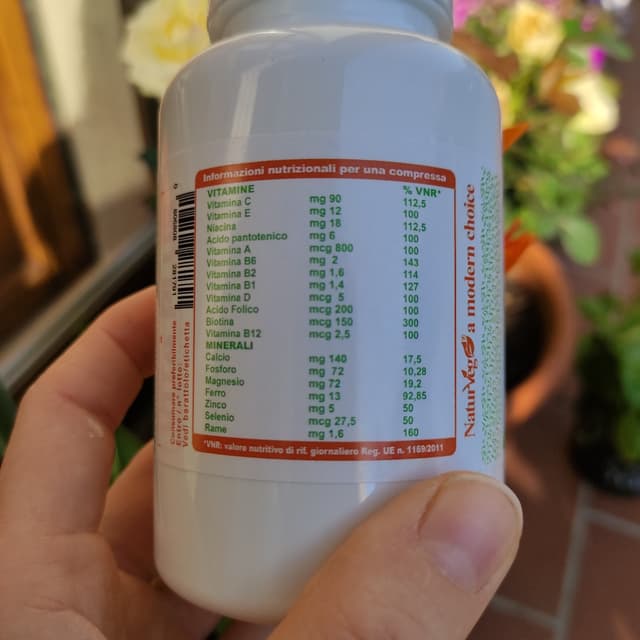 Informazioni nutrizionali per una compressa
VITAMINE % VNR*
Vitamina C mg 90 112,5
Vitamina E mg 12 100
Niacina mg 18 112,5
Acido pantotenico mg 6 100
Vitamina A mcg 800 100
Vitamina B6 mg 2 143
Vitamina B2 mg 1,6 114
Vitamina B1 mg 1,4 127
Vitamina D mcg 5 100
Acido Folico mcg 200 100
Biotina mcg 150 300
Vitamina B12 mcg 2,5 100
MINERALI
Calcio mg 140 17,5
Fosforo mg 72 10,28
Magnesio mg 72 19,2
Ferro mg 13 92,85
Zinco mg 5 50
Selenio mcg 27,5 50
Rame mg 1,6 160
*VNR: valore nutritivo di rif. giornaliero Reg. UE n. 1169/2011
NatuVeg a modern choice
Consumare preferibilmente
Entro / n° lotto:
Vedi barattolo/etichetta